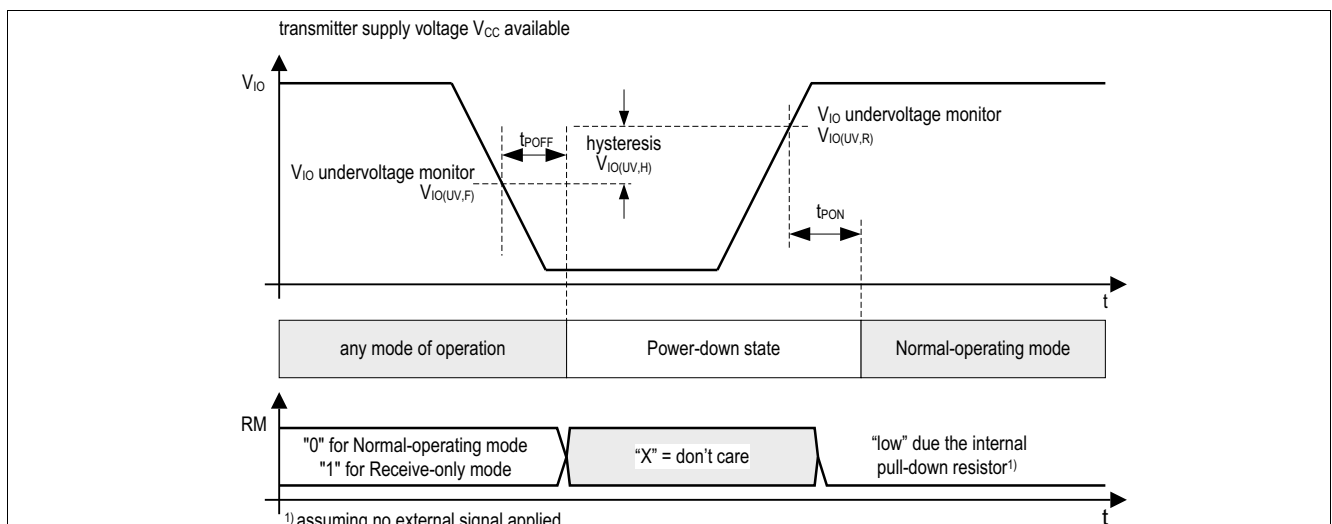 transmitter supply voltage VCC available
VIO
tPOFF
hysteresis
VIO(UV,H)
VIO undervoltage monitor
VIO(UV,R)
VIO undervoltage monitor
VIO(UV,F)
tPON
t
any mode of operation
Power-down state
Normal-operating mode
RM
"0" for Normal-operating mode
"1" for Receive-only mode
“X” = don’t care
“low” due the internal
pull-down resistor1)
1) assuming no external signal applied
t